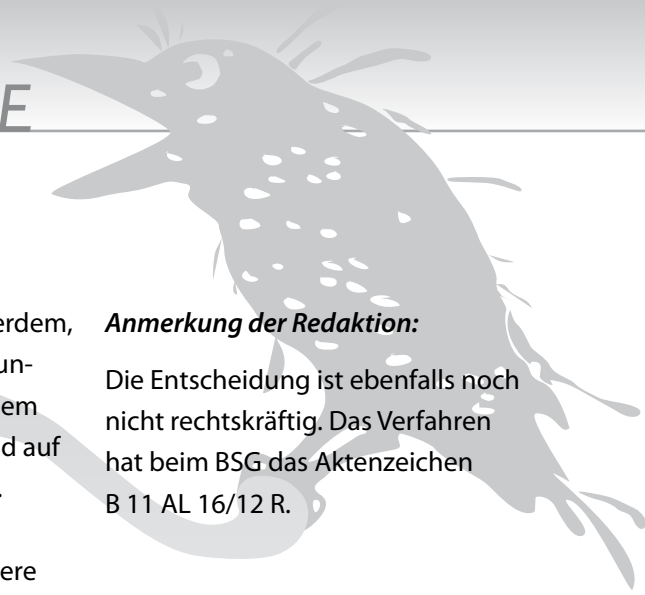 E
erdem,
un-
em
d auf
.
ere
Anmerkung der Redaktion:
Die Entscheidung ist ebenfalls noch
nicht rechtskräftig. Das Verfahren
hat beim BSG das Aktenzeichen
B 11 AL 16/12 R.